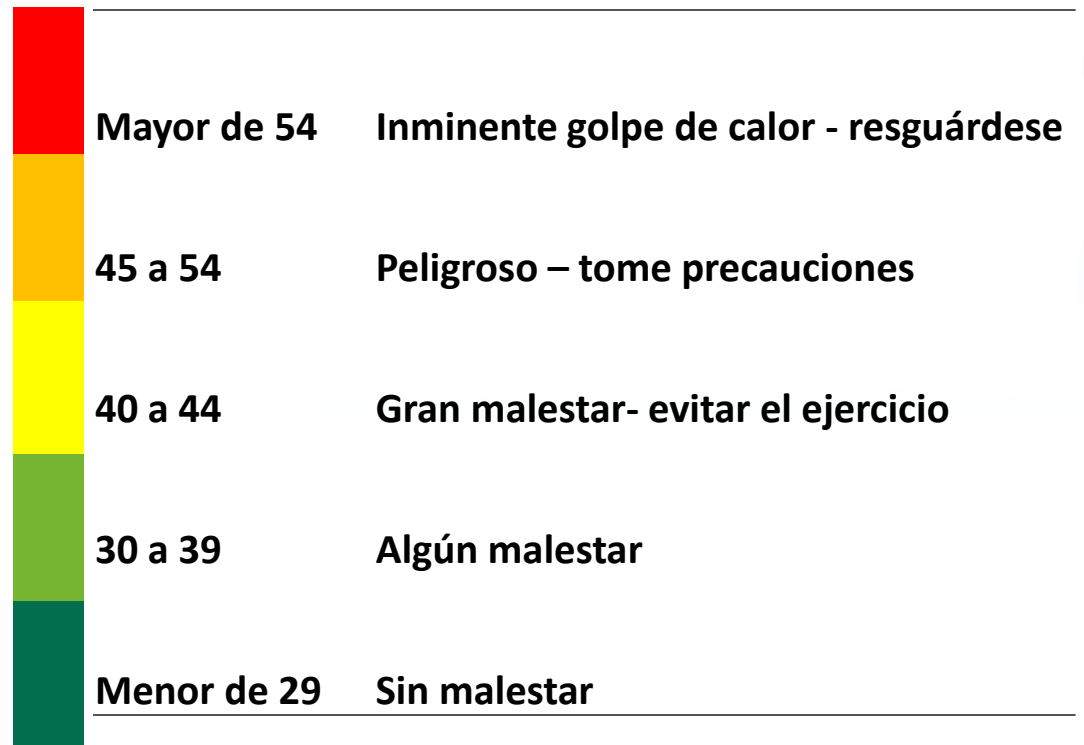 Mayor de 54 Inminente golpe de calor - resguárdese
45 a 54 Peligroso – tome precauciones
40 a 44 Gran malestar- evitar el ejercicio
30 a 39 Algún malestar
Menor de 29 Sin malestar